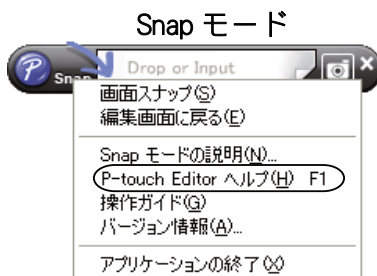 Snap モード
P Snap Drop or Input
画面スナップ(S)
編集画面に戻る(E)
Snap モードの説明(N)...
P-touch Editor ヘルプ(H) F1
操作ガイド(G)
バージョン情報(A)...
アプリケーションの終了(X)